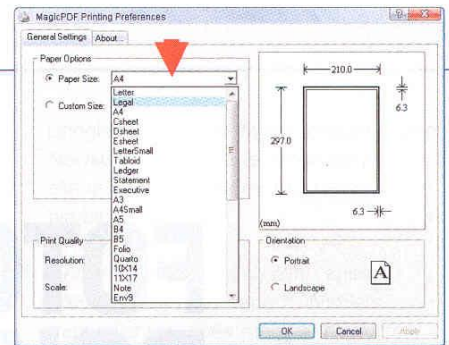 MagicPDF Printing Preferences
General Settings About...
Paper Options
Paper Size: A4
Custom Size:
Letter
Legal
A4
Csheet
Dsheet
Esheet
LetterSmall
Tabloid
Ledger
Statement
Executive
A3
A4Small
A5
B4
B5
Folio
Quarto
10X14
11X17
Note
Env9
210.0
6.3
297.0
6.3
(mm)
Print Quality
Resolution:
Scale:
Orientation
Portrait
Landscape
A
OK Cancel Apply